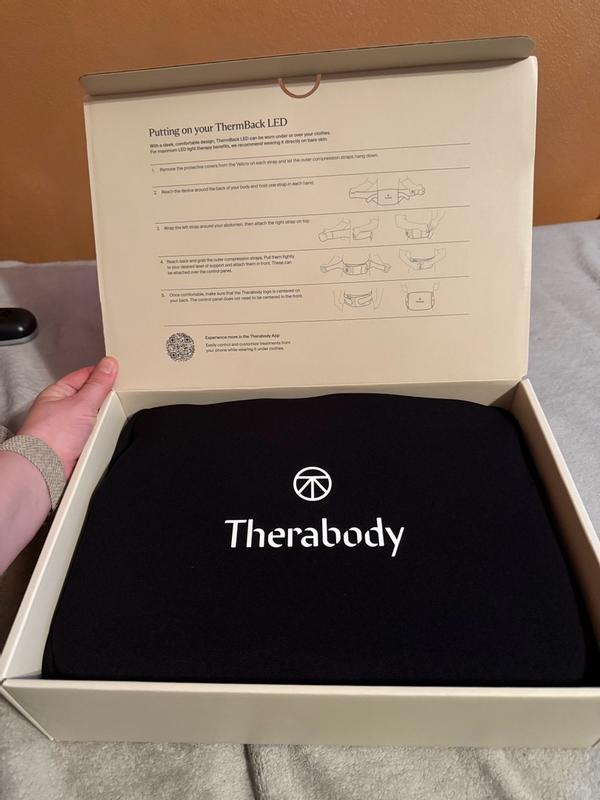 Putting on your ThermBack LED
With a sleek, comfortable design, ThermBack LED can be worn under or over your clothes.
For maximum LED light therapy benefits, we recommend wearing it directly on bare skin.
1. Remove the protective covers from the Velcro on each strap and let the outer compression straps hang down.
2. Reach the device around the back of your body and hold one strap in each hand.
3. Wrap the left strap around your abdomen, then attach the right strap on top.
4. Reach back and grab the outer compression straps. Pull them tightly
to your desired level of support and attach them in front. These can
be attached over the control panel.
5. Once comfortable, make sure that the Therabody logo is centered on
your back. The control panel does not need to be centered in the front.
Experience more in the Therabody App
Easily control and customize treatments from
your phone while wearing it under clothes.
Therabody